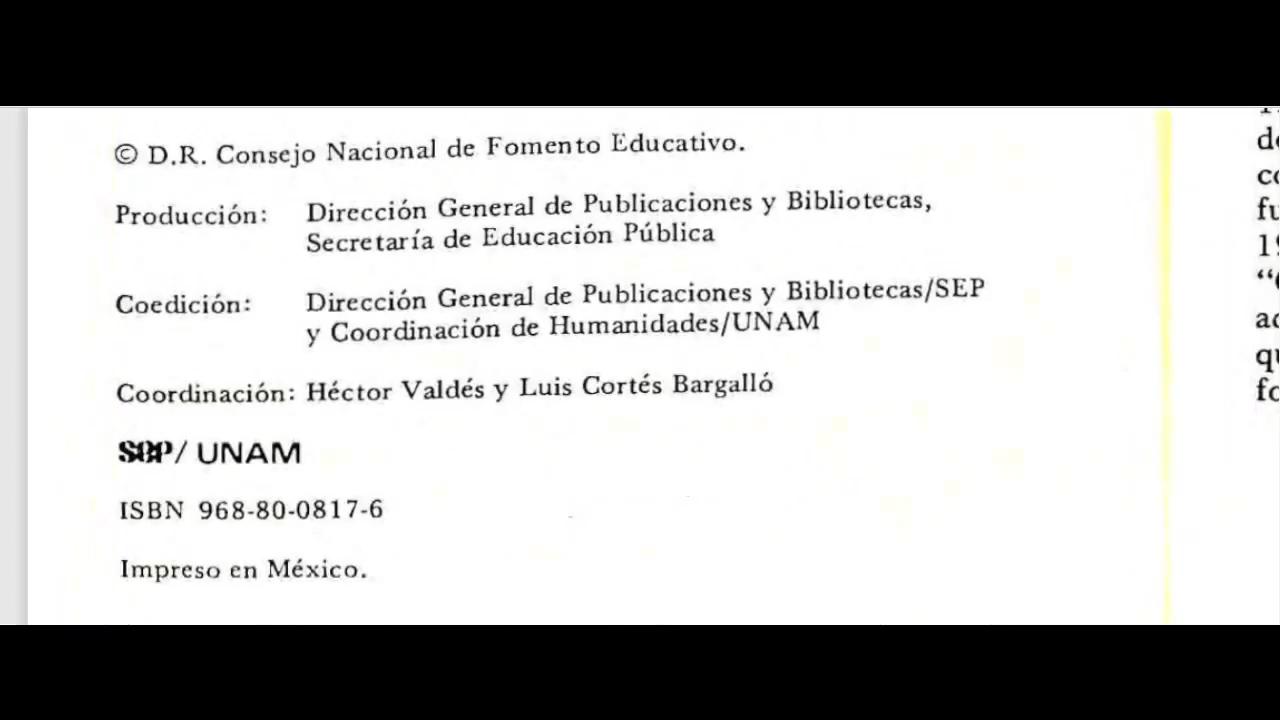 © D.R. Consejo Nacional de Fomento Educativo.
Producción: Dirección General de Publicaciones y Bibliotecas,
Secretaría de Educación Pública
Coedición: Dirección General de Publicaciones y Bibliotecas/SEP
y Coordinación de Humanidades/UNAM
Coordinación: Héctor Valdés y Luis Cortés Bargalló
SEP/ UNAM
ISBN 968-80-0817-6
Impreso en México.